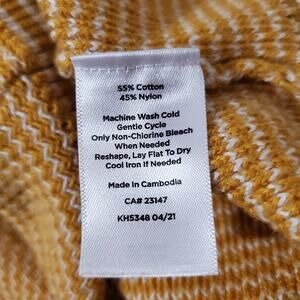 55% Cotton
45% Nylon
Machine Wash Cold
Gentle Cycle
Only Non-Chlorine Bleach
When Needed
Reshape, Lay Flat To Dry
Cool Iron If Needed
Made in Cambodia
CA# 23147
KH5348 04/21